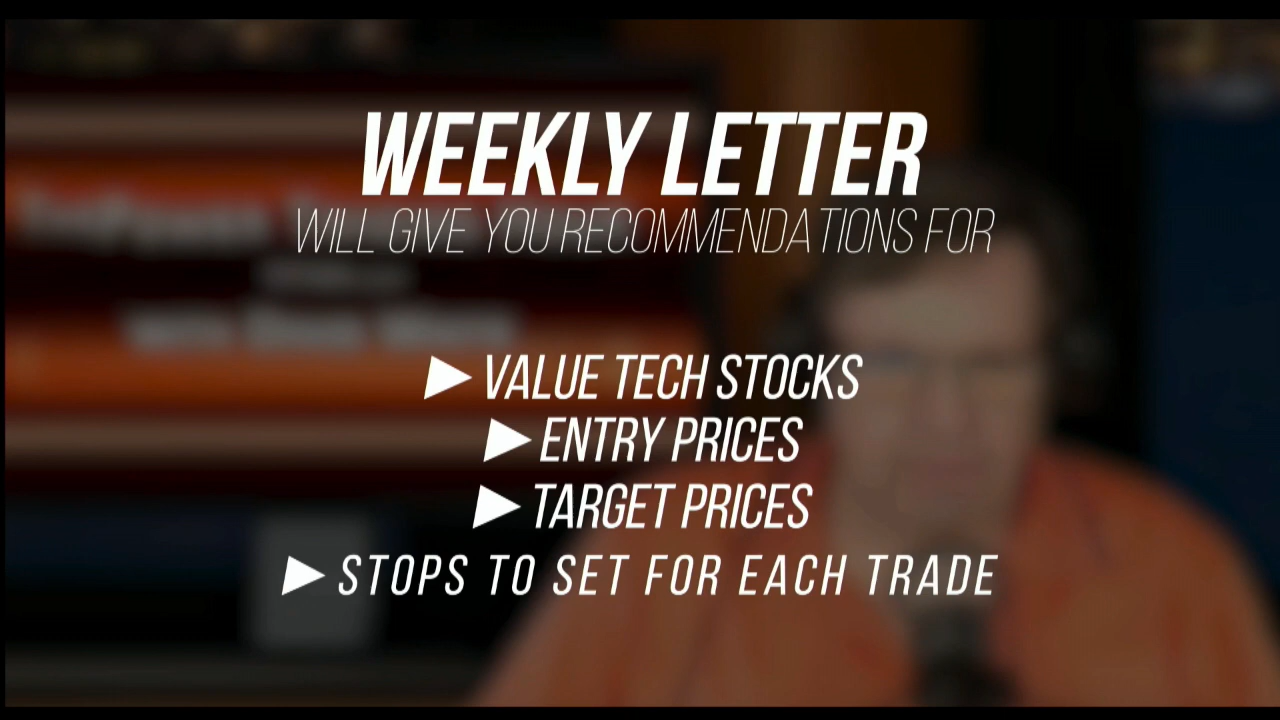 WEEKLY LETTER
WILL GIVE YOU RECOMMENDATIONS FOR
▶ VALUE TECH STOCKS
▶ ENTRY PRICES
▶ TARGET PRICES
▶ STOPS TO SET FOR EACH TRADE